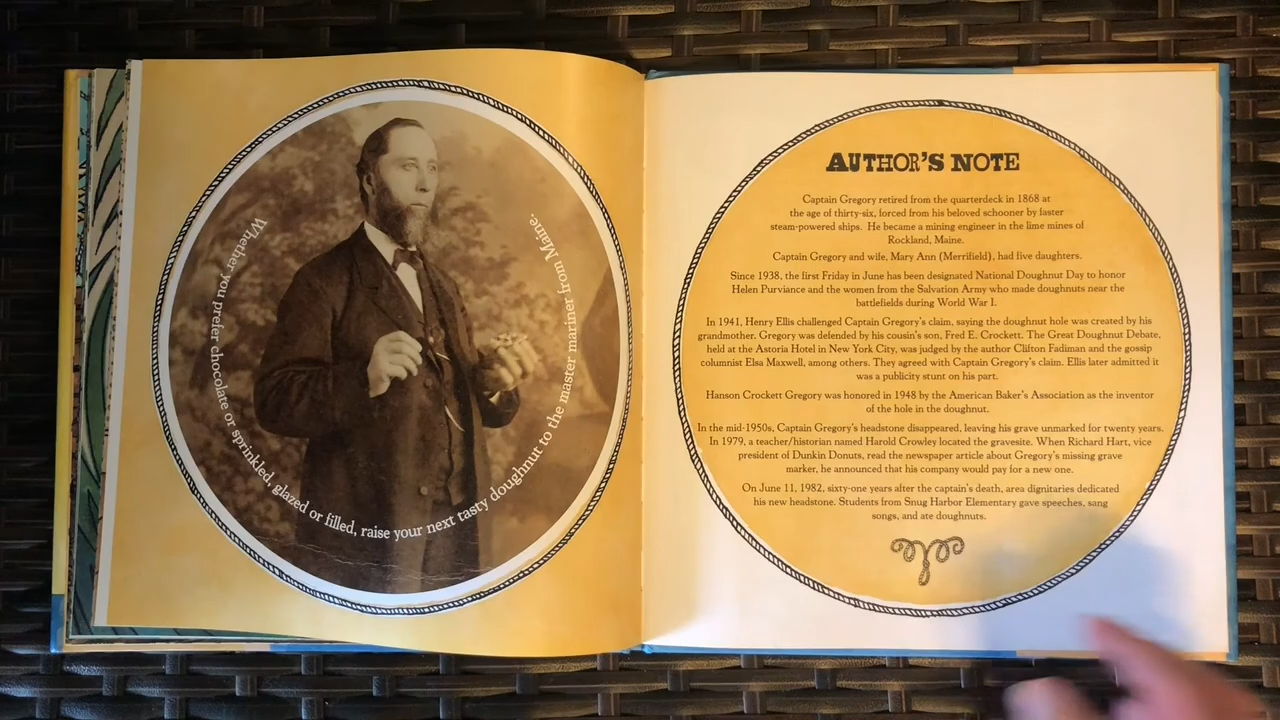 Whether you prefer chocolate or sprinkled, glazed or filled, raise your next tasty doughnut to the master mariner from Maine.
AUTHOR'S NOTE
Captain Gregory retired from the quarterdeck in 1868 at
the age of thirty-six, forced from his beloved schooner by faster
steam-powered ships. He became a mining engineer in the lime mines of
Rockland, Maine.
Captain Gregory and wife, Mary Ann (Merrifield), had five daughters.
Since 1938, the first Friday in June has been designated National Doughnut Day to honor
Helen Purviance and the women from the Salvation Army who made doughnuts near the
battlefields during World War I.
In 1941, Henry Ellis challenged Captain Gregory's claim, saying the doughnut hole was created by his
grandmother. Gregory was defended by his cousin's son, Fred E. Crockett. The Great Doughnut Debate,
held at the Astoria Hotel in New York City, was judged by the author Clifton Fadiman and the gossip
columnist Elsa Maxwell, among others. They agreed with Captain Gregory's claim. Ellis later admitted it
was a publicity stunt on his part.
Hanson Crockett Gregory was honored in 1948 by the American Baker's Association as the inventor
of the hole in the doughnut.
In the mid-1950s, Captain Gregory's headstone disappeared, leaving his grave unmarked for twenty years.
In 1979, a teacher/historian named Harold Crowley located the gravesite. When Richard Hart, vice
president of Dunkin Donuts, read the newspaper article about Gregory's missing grave
marker, he announced that his company would pay for a new one.
On June 11, 1982, sixty-one years after the captain's death, area dignitaries dedicated
his new headstone. Students from Snug Harbor Elementary gave speeches, sang
songs, and ate doughnuts.